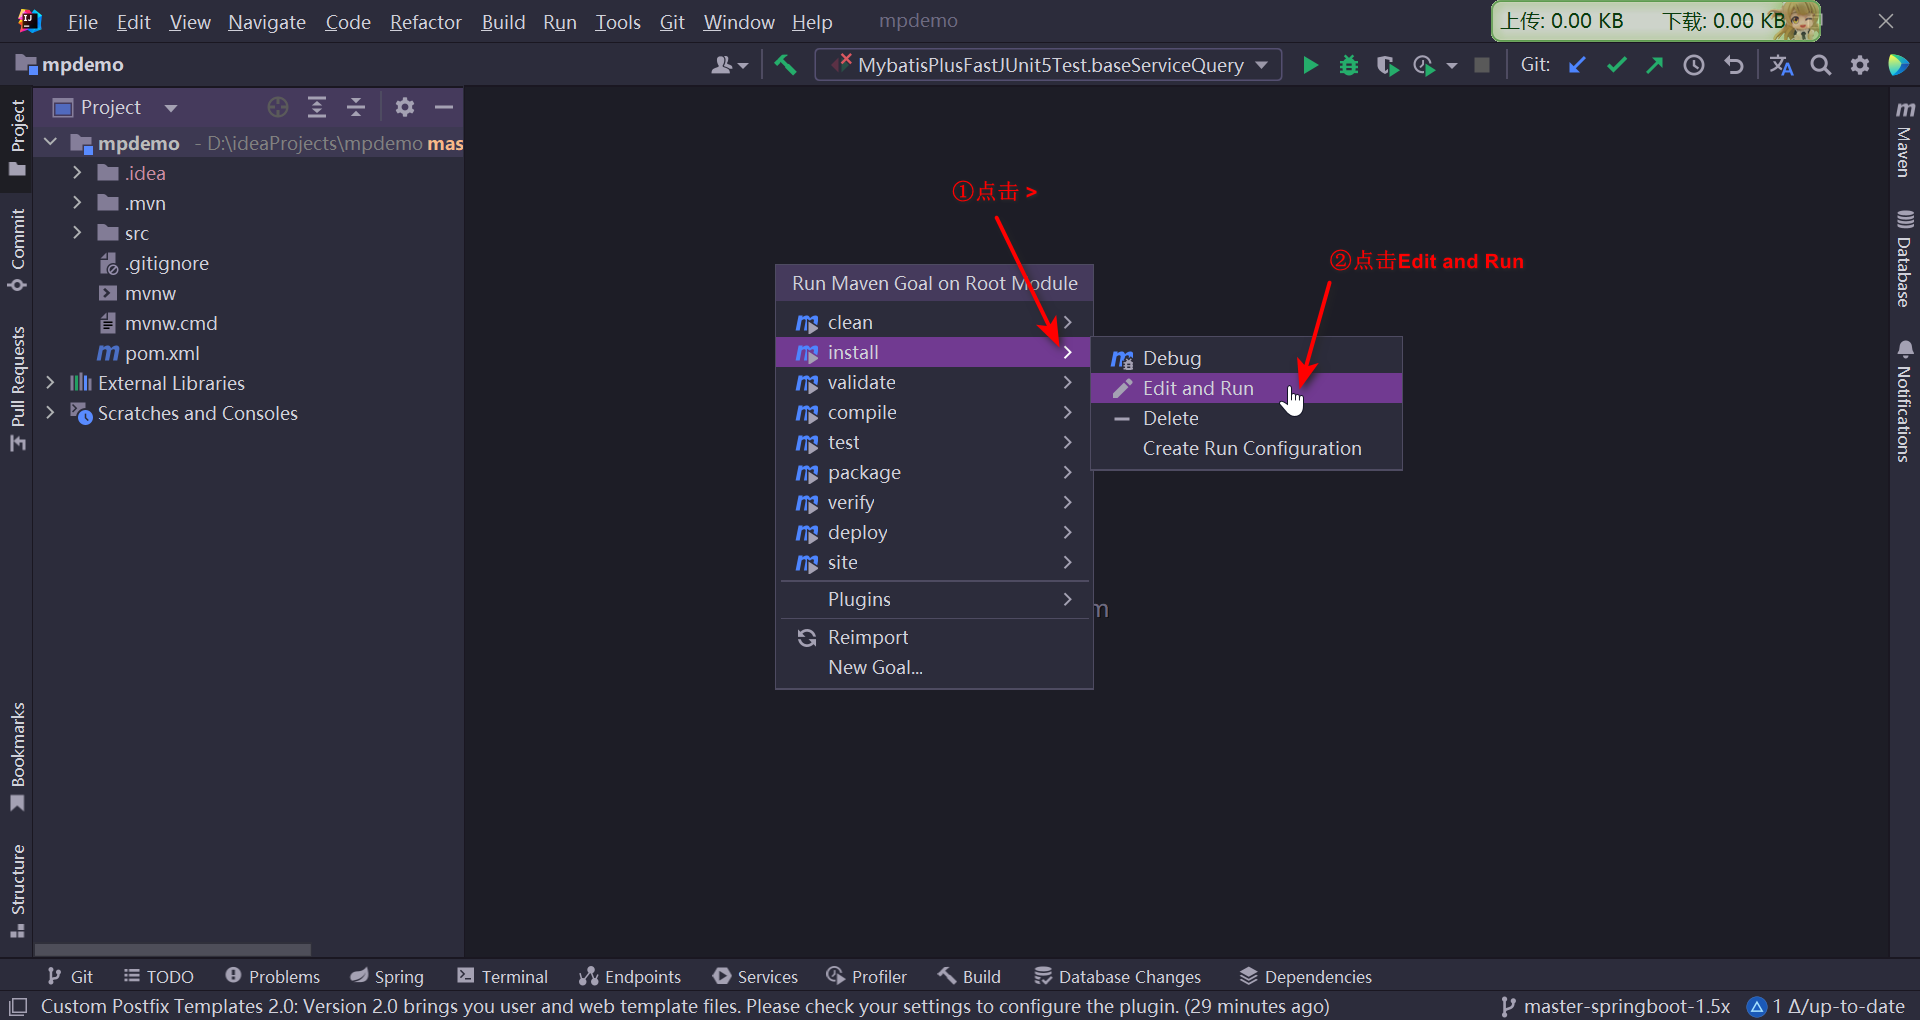 File Edit View Navigate Code Refactor Build Run Tools Git Window Help mpdemo
上传: 0.00 KB 下载: 0.00 KB
mpdemo
MybatisPlusFastJUnit5Test.baseServiceQuery
Git:
Project
mpdemo - D:\ideaProjects\mpdemo mas
.idea
.mvn
src
.gitignore
mvnw
mvnw.cmd
pom.xml
External Libraries
Scratches and Consoles
Project
Commit
Pull Requests
Bookmarks
Structure
①点击 >
②点击Edit and Run
Run Maven Goal on Root Module
clean
install
validate
compile
test
package
verify
deploy
site
Plugins
Reimport
New Goal...
m
Debug
Edit and Run
Delete
Create Run Configuration
Maven
Database
Notifications
Git TODO Problems Spring Terminal Endpoints Services Profiler Build Database Changes Dependencies
Custom Postfix Templates 2.0: Version 2.0 brings you user and web template files. Please check your settings to configure the plugin. (29 minutes ago)
master-springboot-1.5x 1 Δ/up-to-date